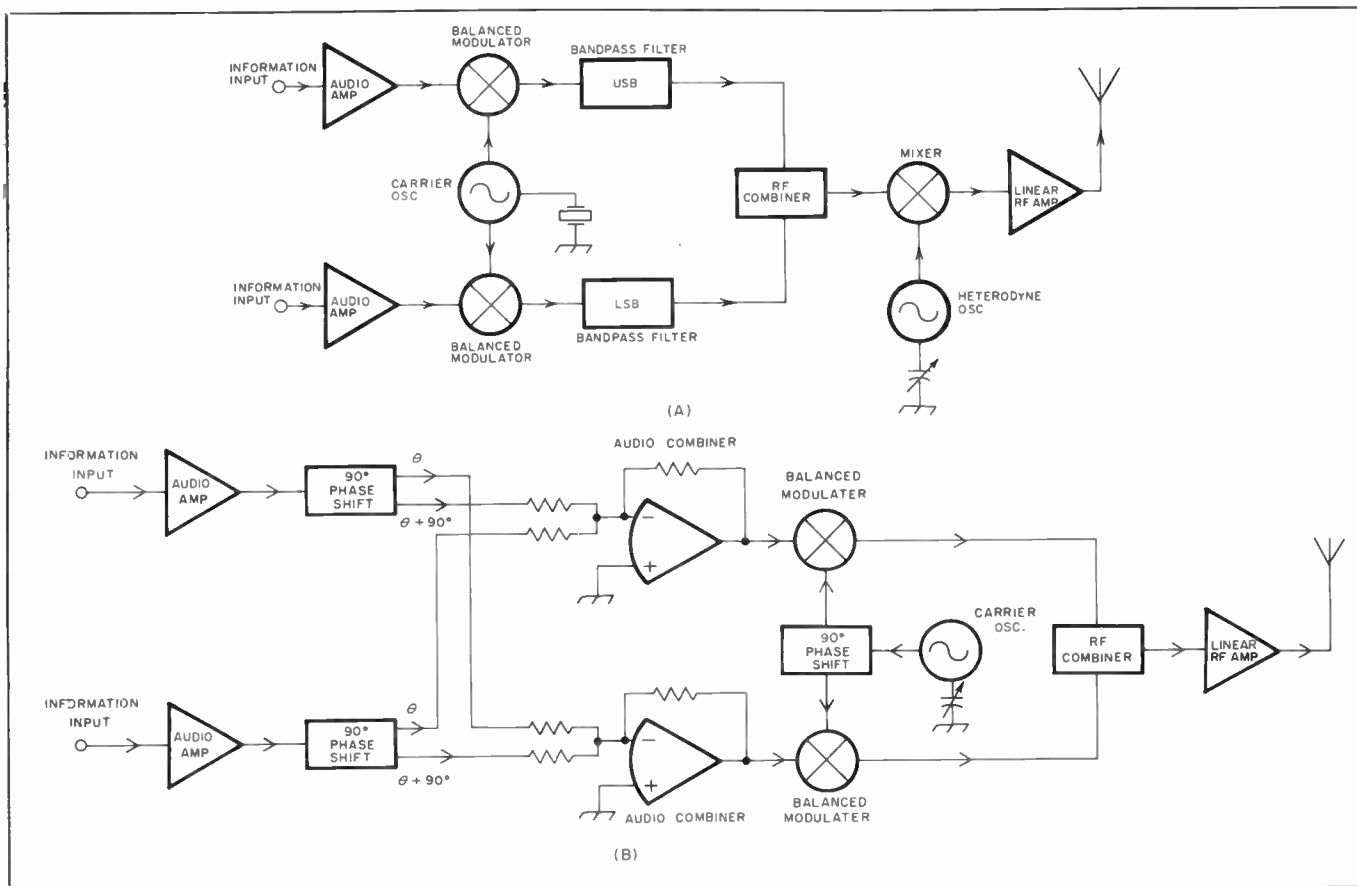 BALANCED
MODULATOR
BANDPASS FILTER
INFORMATION
INPUT
AUDIO
AMP
USB
CARRIER
OSC
RF
COMBINER
MIXER
LINEAR
RF AMP
INFORMATION
INPUT
AUDIO
AMP
LSB
BALANCED
MODULATOR
BANDPASS FILTER
HETERODYNE
OSC
(A)
INFORMATION
INPUT
AUDIO
AMP
90°
PHASE
SHIFT
θ
θ + 90°
AUDIO COMBINER
−
+
BALANCED
MODULATER
90°
PHASE
SHIFT
CARRIER
OSC.
RF
COMBINER
LINEAR
RF AMP
INFORMATION
INPUT
AUDIO
AMP
90°
PHASE
SHIFT
θ
θ + 90°
−
+
AUDIO COMBINER
BALANCED
MODULATER
(B)